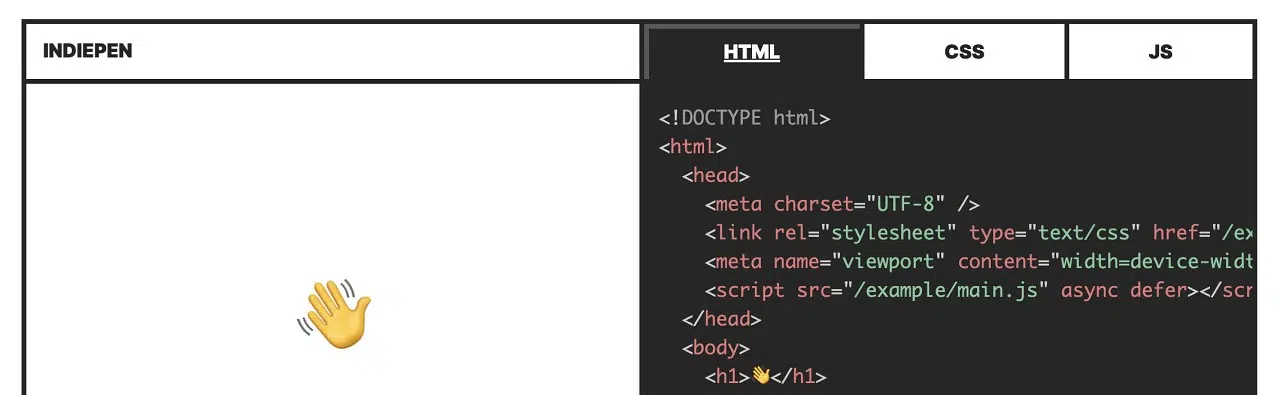 INDIEPEN
HTML CSS JS
<!DOCTYPE html>
<html>
  <head>
    <meta charset="UTF-8" />
    <link rel="stylesheet" type="text/css" href="/ex
    <meta name="viewport" content="width=device-widt
    <script src="/example/main.js" async defer></scr
  </head>
  <body>
    <h1>👋</h1>